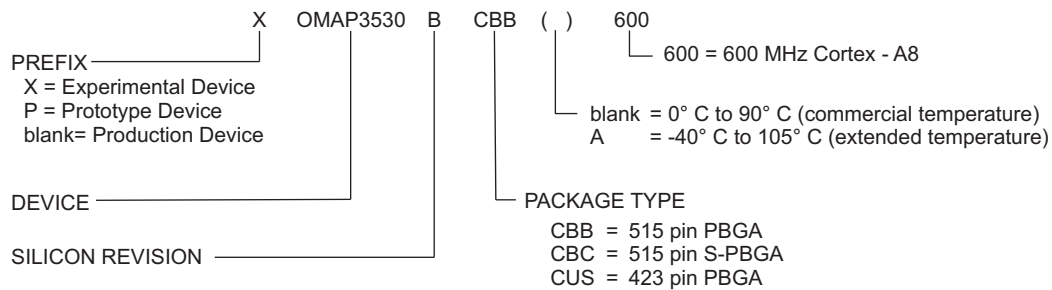 X OMAP3530 B CBB ( ) 600
600 = 600 MHz Cortex - A8
PREFIX
X = Experimental Device
P = Prototype Device
blank= Production Device
blank = 0° C to 90° C (commercial temperature)
A = -40° C to 105° C (extended temperature)
DEVICE
PACKAGE TYPE
CBB = 515 pin PBGA
CBC = 515 pin S-PBGA
CUS = 423 pin PBGA
SILICON REVISION